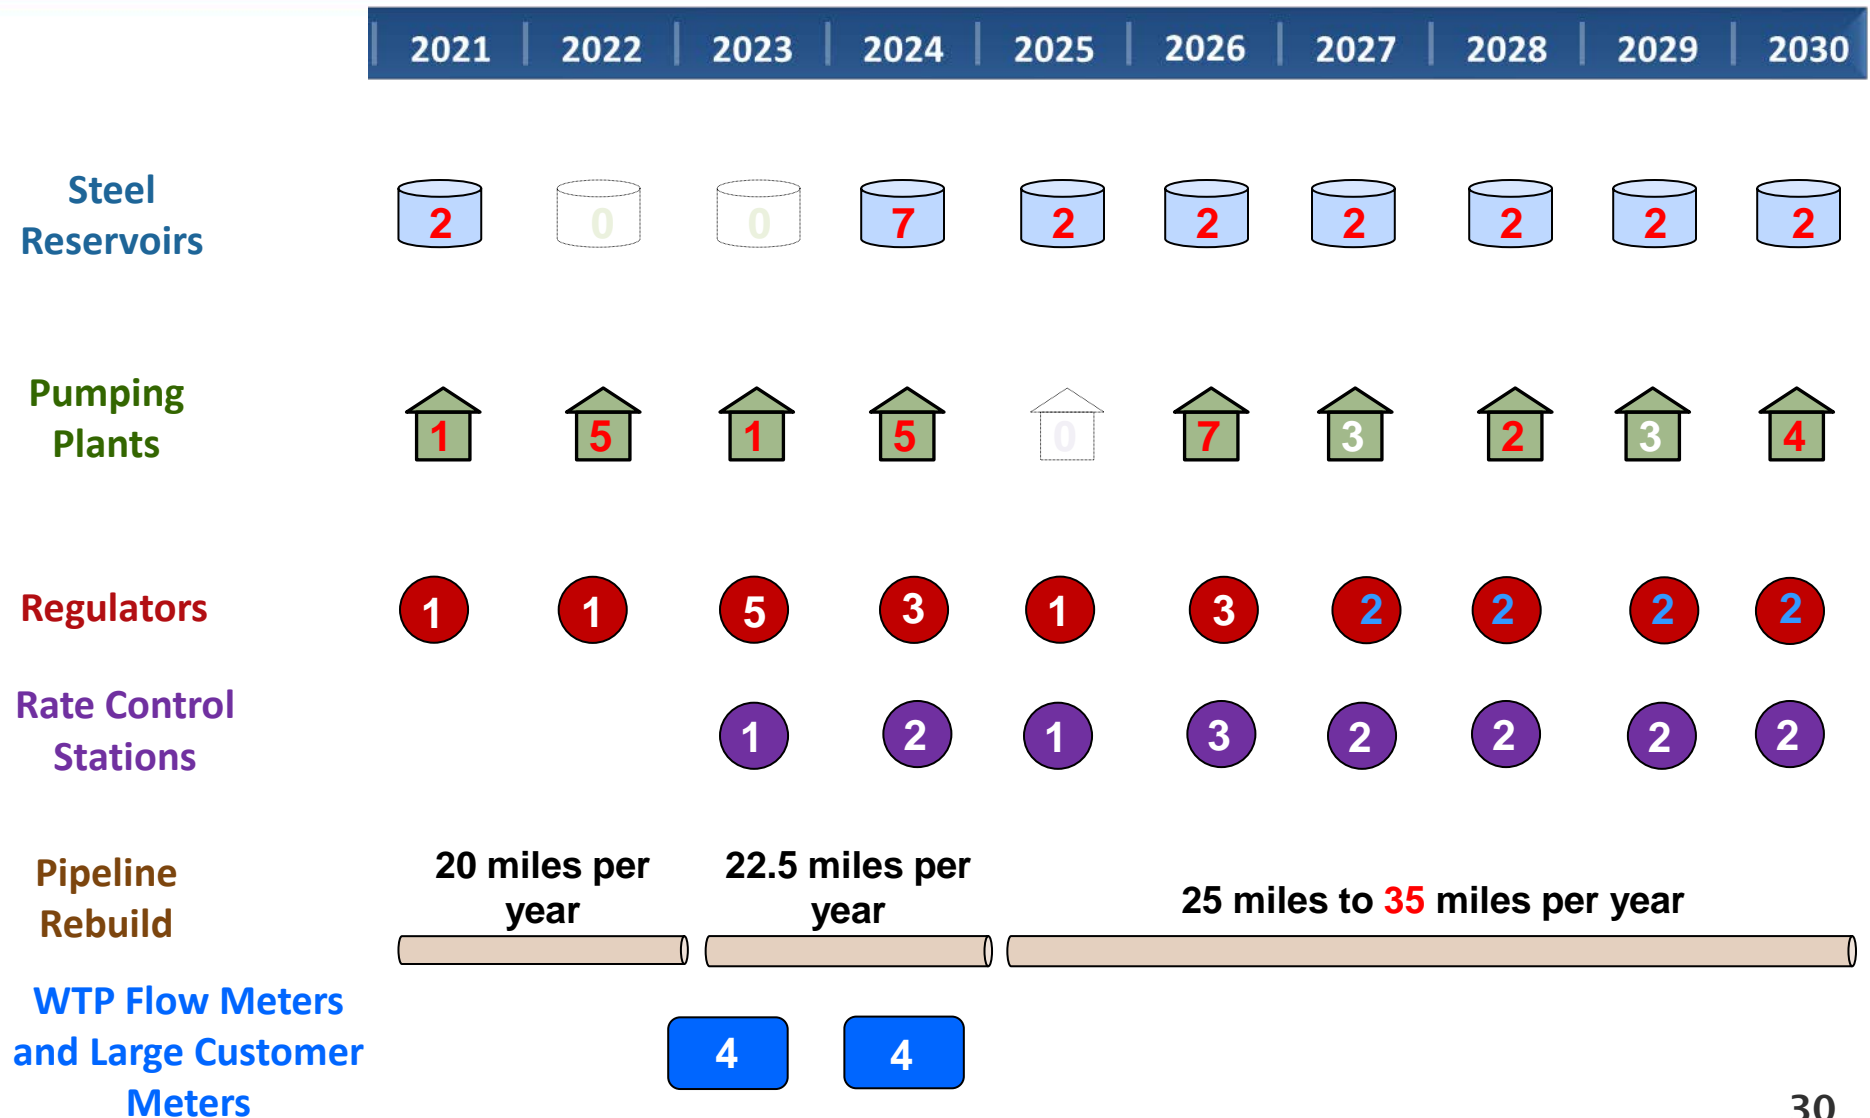 2021 2022 2023 2024 2025 2026 2027 2028 2029 2030
Steel
Reservoirs
2 0 0 7 2 2 2 2 2 2
Pumping
Plants
1 5 1 5 0 7 3 2 3 4
Regulators
1 1 5 3 1 3 2 2 2 2
Rate Control
Stations
1 2 1 3 2 2 2 2
Pipeline
Rebuild
20 miles per
year
22.5 miles per
year
25 miles to 35 miles per year
WTP Flow Meters
and Large Customer
Meters
4 4
30